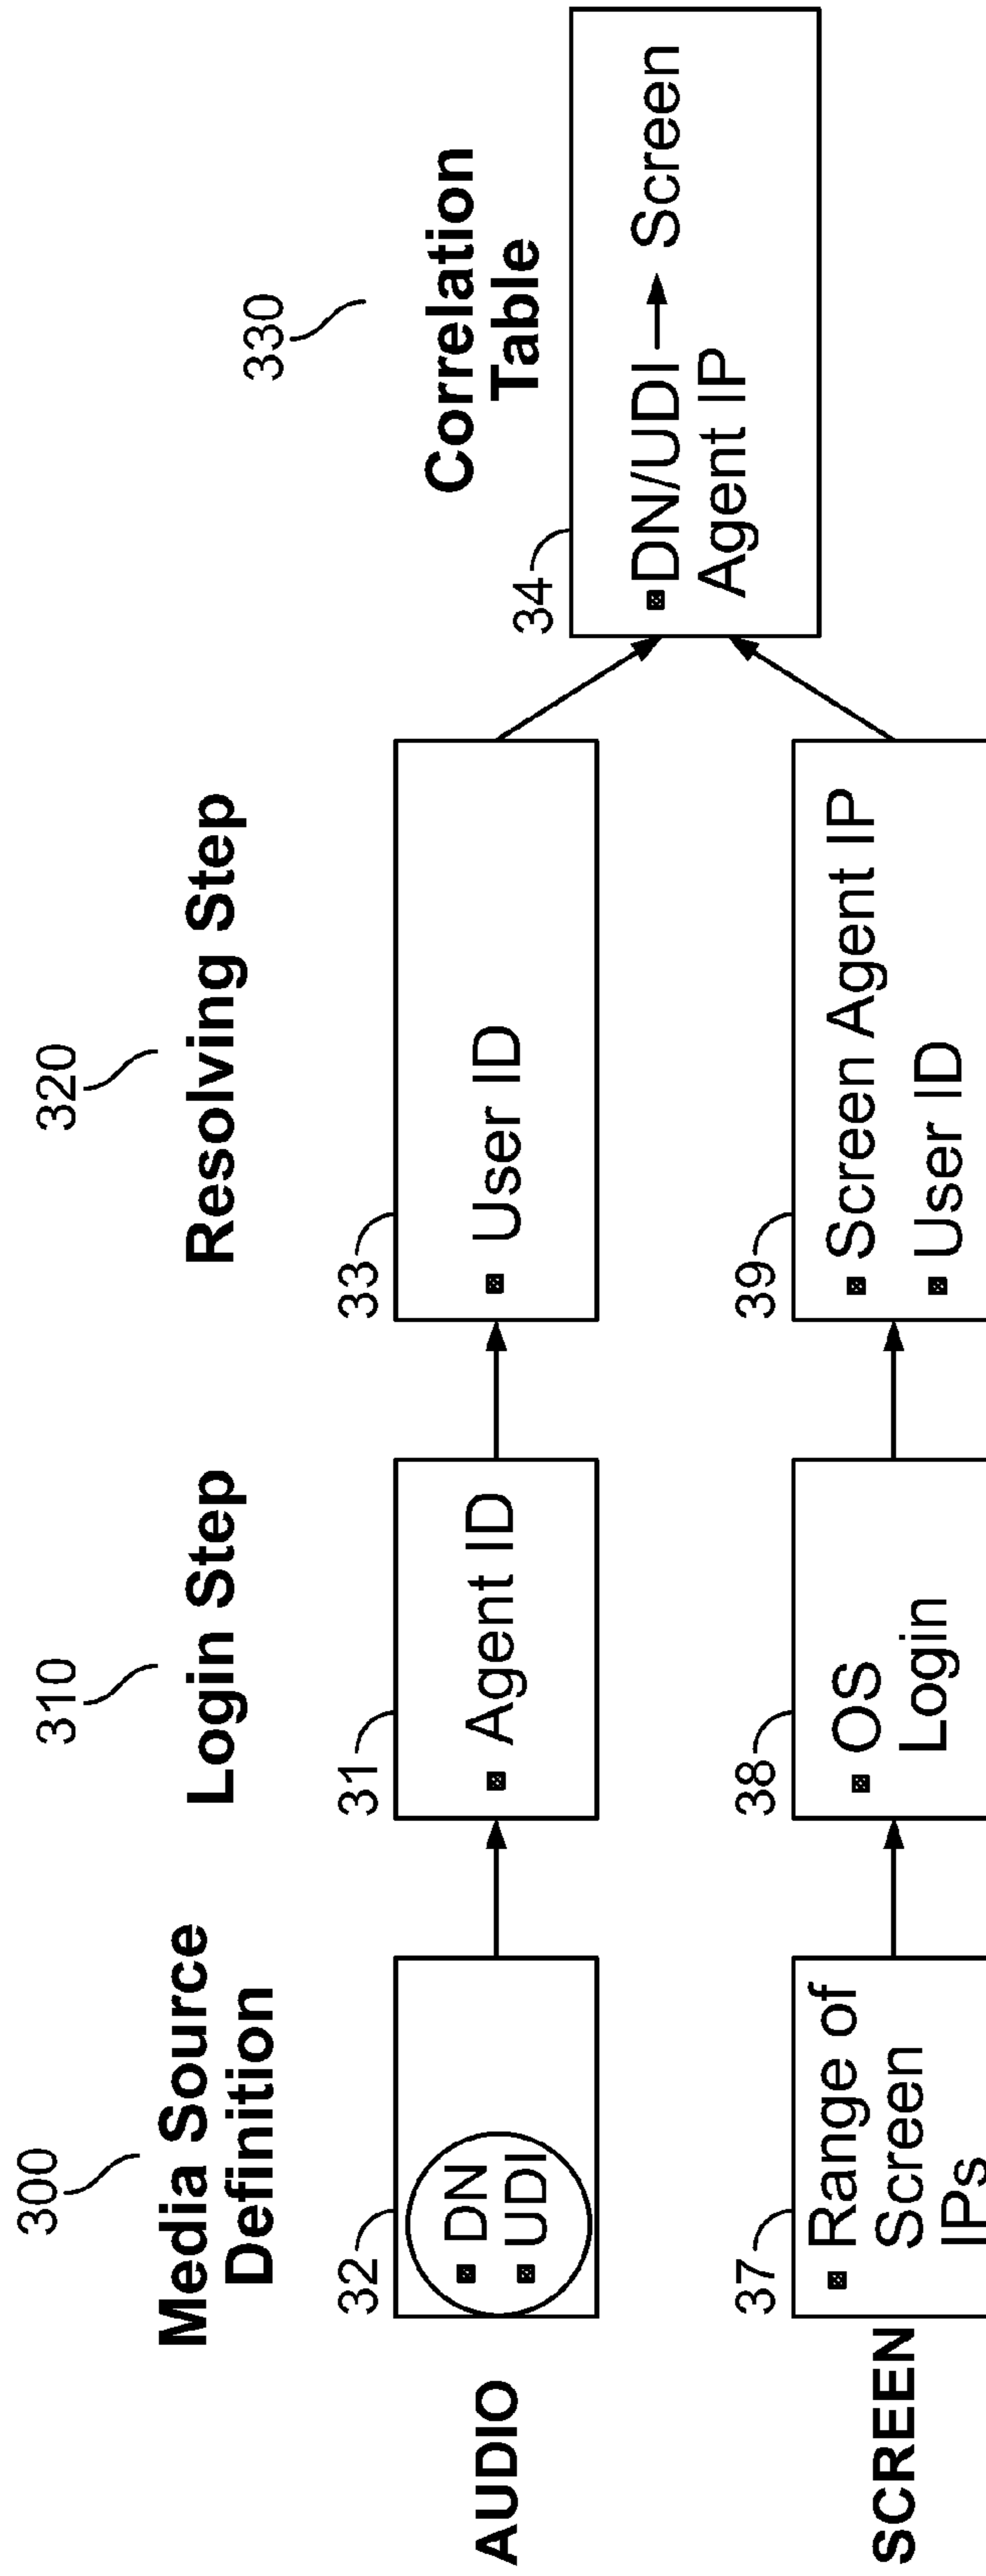 300
Media Source
Definition
310
Login Step
320
Resolving Step
330
Correlation
Table
AUDIO
32
▪ DN
▪ UDI
31
▪ Agent ID
33
▪ User ID
34
▪DN/UDI→ Screen
Agent IP
SCREEN
37
▪ Range of
Screen
IPs
38
▪ OS
Login
39
▪ Screen Agent IP
▪ User ID